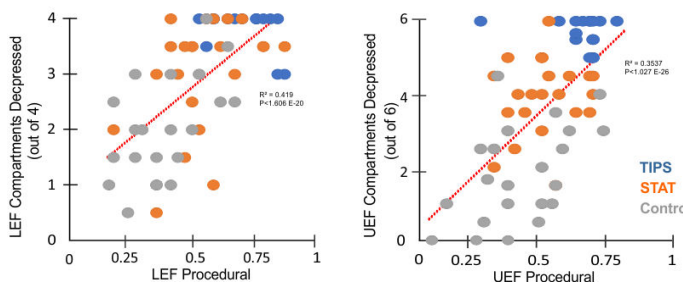 LEF Compartments Decpressed
(out of 4)
4
3
2
1
0
R² = 0.419
P<1.606 E-20
0
0.25
0.5
0.75
1
LEF Procedural
UEF Compartments Depressed
(out of 6)
6
4
2
0
R² = 0.3537
P<1.027 E-26
0
0.25
0.5
0.75
1
UEF Procedural
TIPS
STAT
Contro